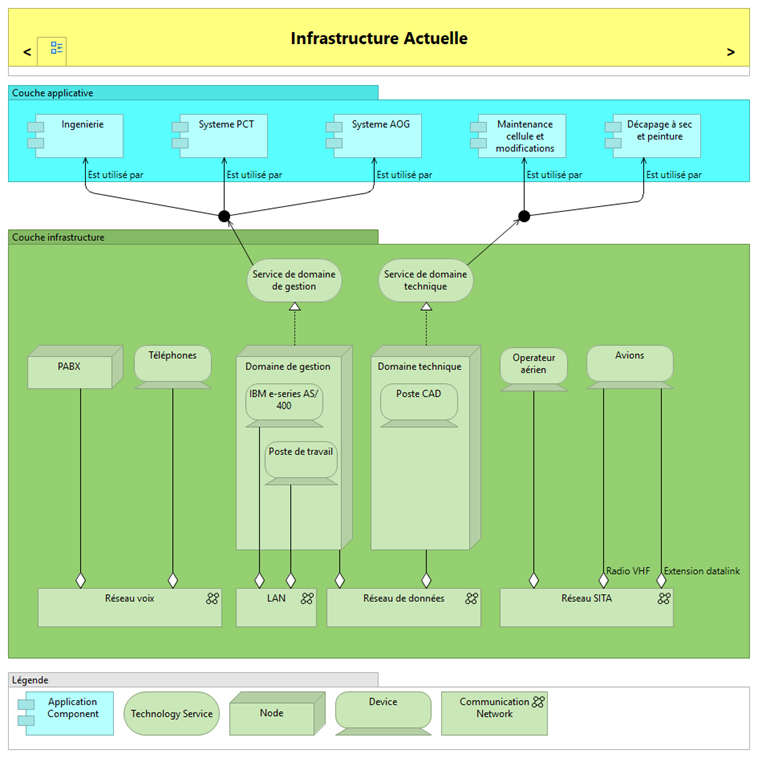 Infrastructure Actuelle
<
>
Couche applicative
Ingenierie
Systeme PCT
Systeme AOG
Maintenance
cellule et
modifications
Décapage à sec
et peinture
Est utilisé par
Est utilisé par
Est utilisé par
Est utilisé par
Est utilisé par
Couche infrastructure
Service de domaine
de gestion
Service de domaine
technique
PABX
Téléphones
Domaine de gestion
IBM e-series AS/
400
Poste de travail
Domaine technique
Poste CAD
Operateur
aérien
Avions
Radio VHF
Extension datalink
Réseau voix
LAN
Réseau de données
Réseau SITA
Légende
Application
Component
Technology Service
Node
Device
Communication
Network